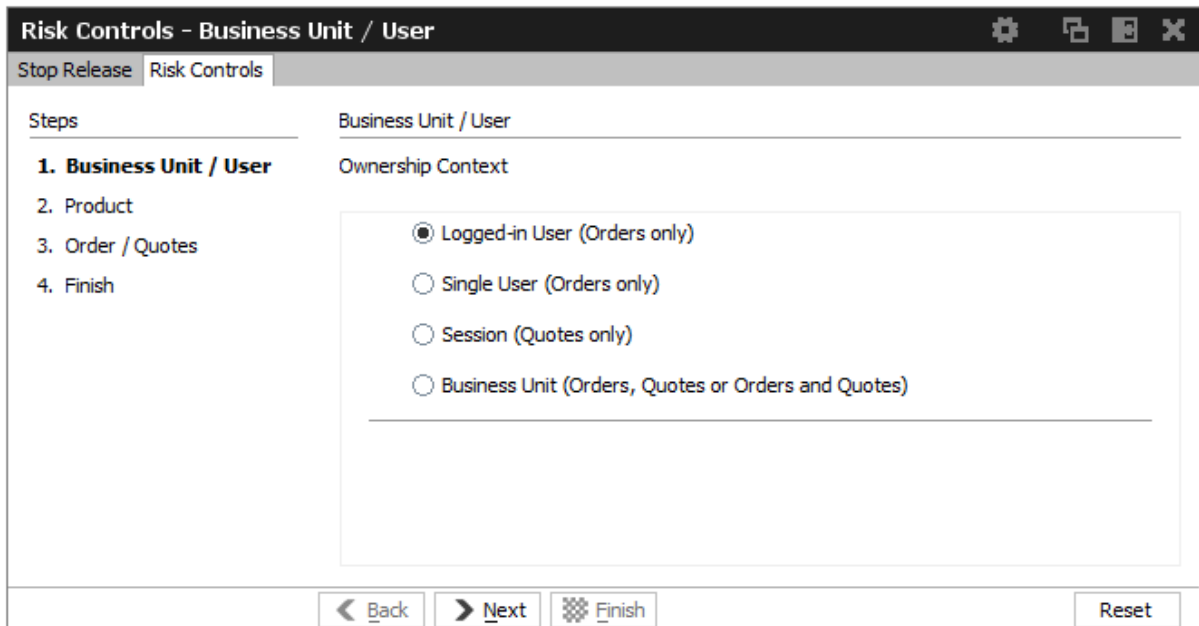 Risk Controls - Business Unit / User
Stop Release Risk Controls
Steps
1. Business Unit / User
2. Product
3. Order / Quotes
4. Finish
Business Unit / User
Ownership Context
Logged-in User (Orders only)
Single User (Orders only)
Session (Quotes only)
Business Unit (Orders, Quotes or Orders and Quotes)
Back Next Finish Reset